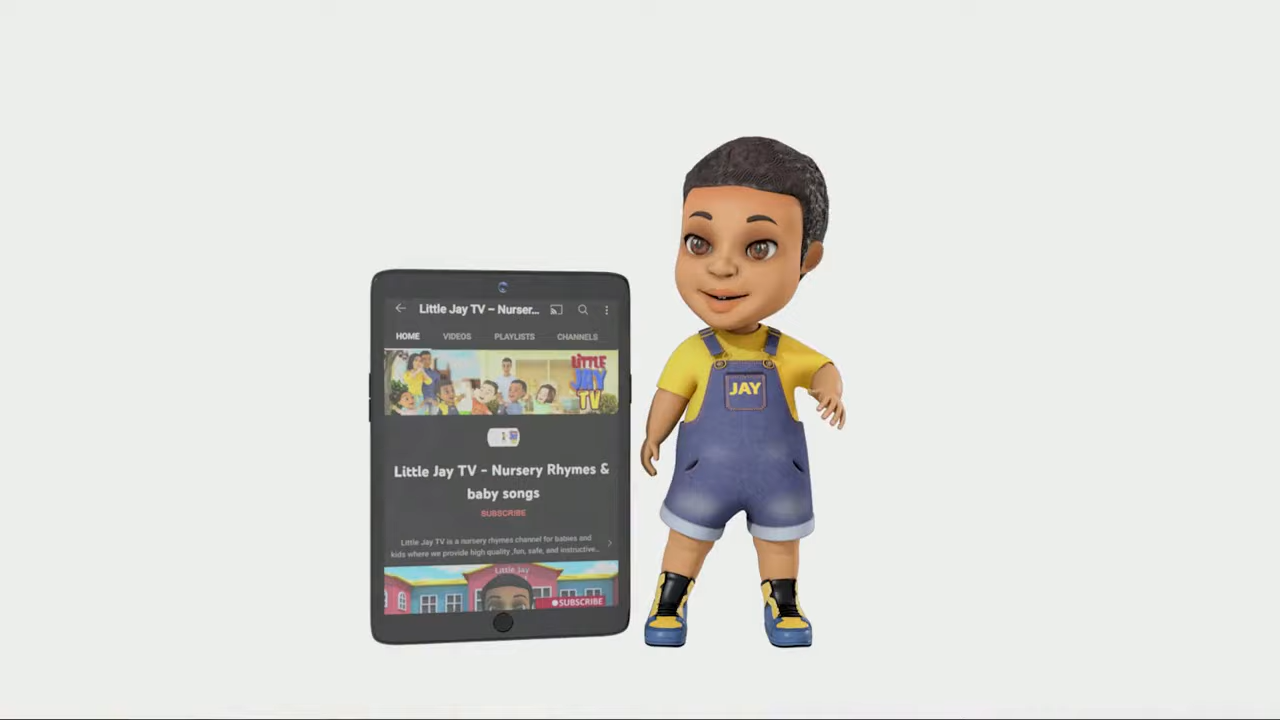 Little Jay TV – Nurser...
HOME VIDEOS PLAYLISTS CHANNELS
LITTLE
JAY
TV
Little Jay TV - Nursery Rhymes &
baby songs
SUBSCRIBE
Little Jay TV is a nursery rhymes channel for babies and
kids where we provide high quality ,fun, safe, and instructive...
Little Jay
SUBSCRIBE
JAY